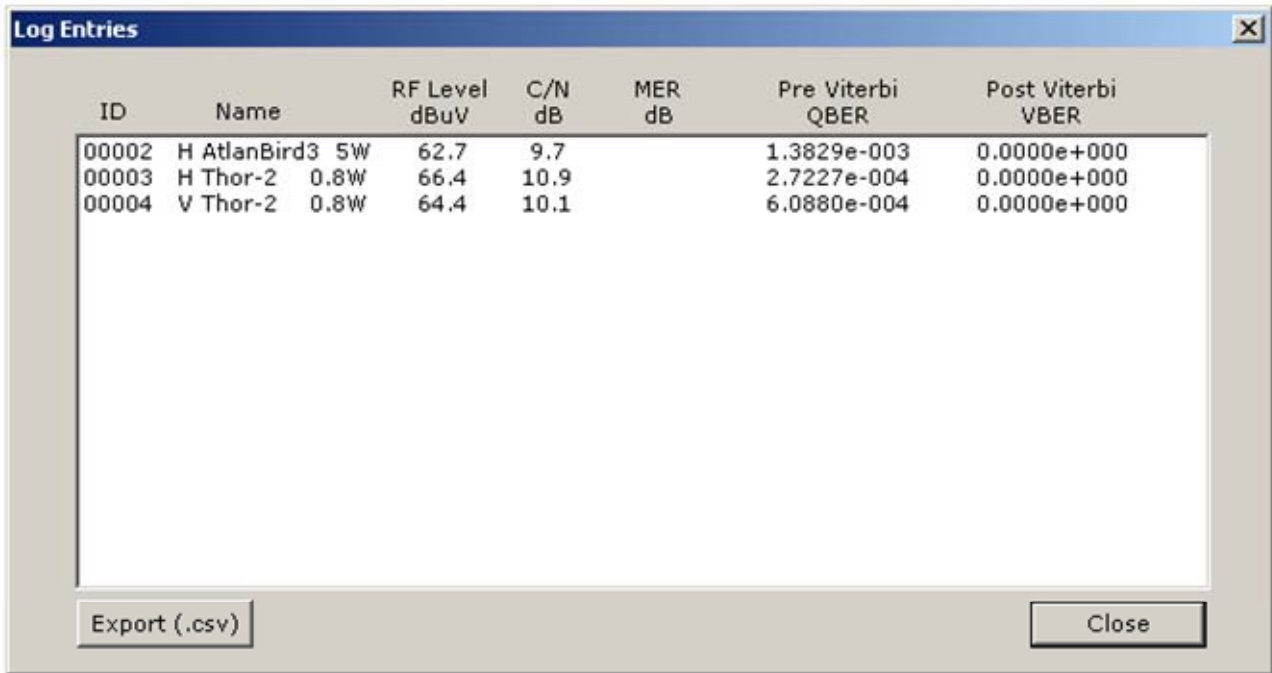 Log Entries
ID Name RF Level dBuV C/N dB MER dB Pre Viterbi QBER Post Viterbi VBER
00002 H AtlanBird3 5W 62.7 9.7 1.3829e-003 0.0000e+000
00003 H Thor-2 0.8W 66.4 10.9 2.7227e-004 0.0000e+000
00004 V Thor-2 0.8W 64.4 10.1 6.0880e-004 0.0000e+000
Export (.csv) Close